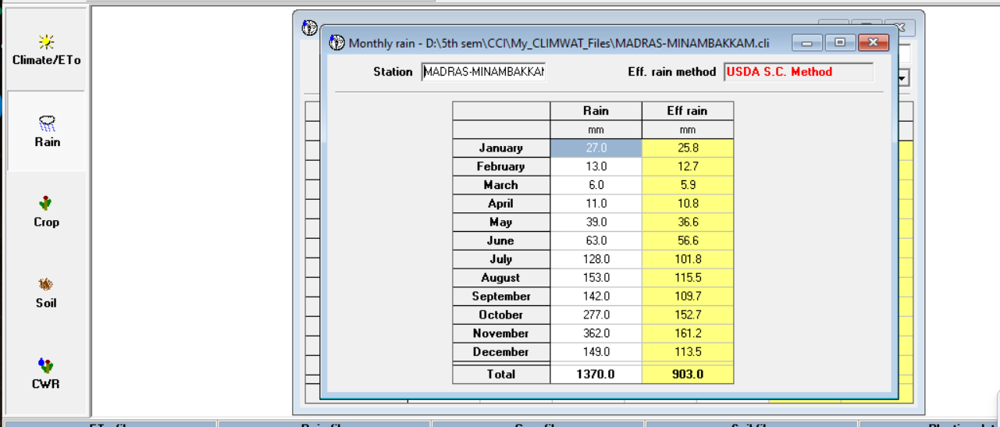 Monthly rain - D:\5th sem\CCI\My_CLIMWAT_Files\MADRAS-MINAMBAKKAM.cli
Climate/ETo
Rain
Crop
Soil
CWR
Station MADRAS-MINAMBAKKAM Eff. rain method USDA S.C. Method
Rain Eff rain
mm mm
January 27.0 25.8
February 13.0 12.7
March 6.0 5.9
April 11.0 10.8
May 39.0 36.6
June 63.0 56.6
July 128.0 101.8
August 153.0 115.5
September 142.0 109.7
October 277.0 152.7
November 362.0 161.2
December 149.0 113.5
Total 1370.0 903.0